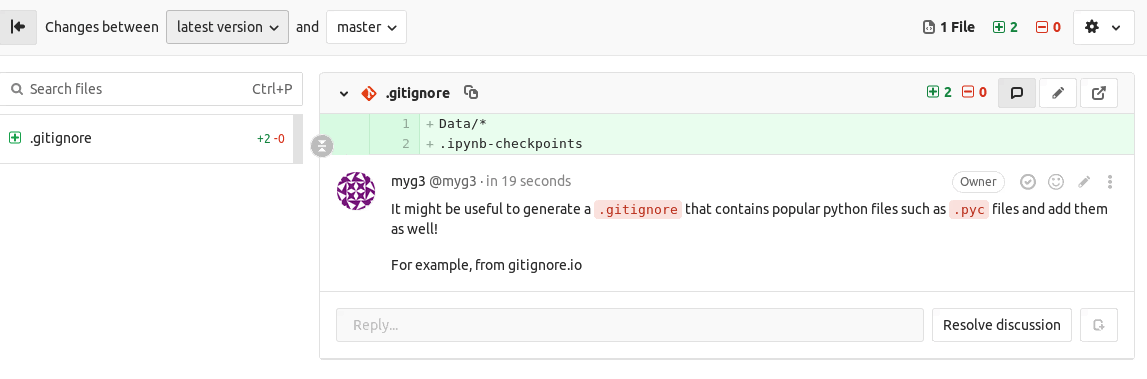 Changes between latest version and master 1 File 2 0
Search files Ctrl+P
.gitignore 2 0
.gitignore +2 -0
1 + Data/*
2 + .ipynb-checkpoints
myg3 @myg3 · in 19 seconds Owner
It might be useful to generate a .gitignore that contains popular python files such as .pyc files and add them
as well!
For example, from gitignore.io
Reply...
Resolve discussion